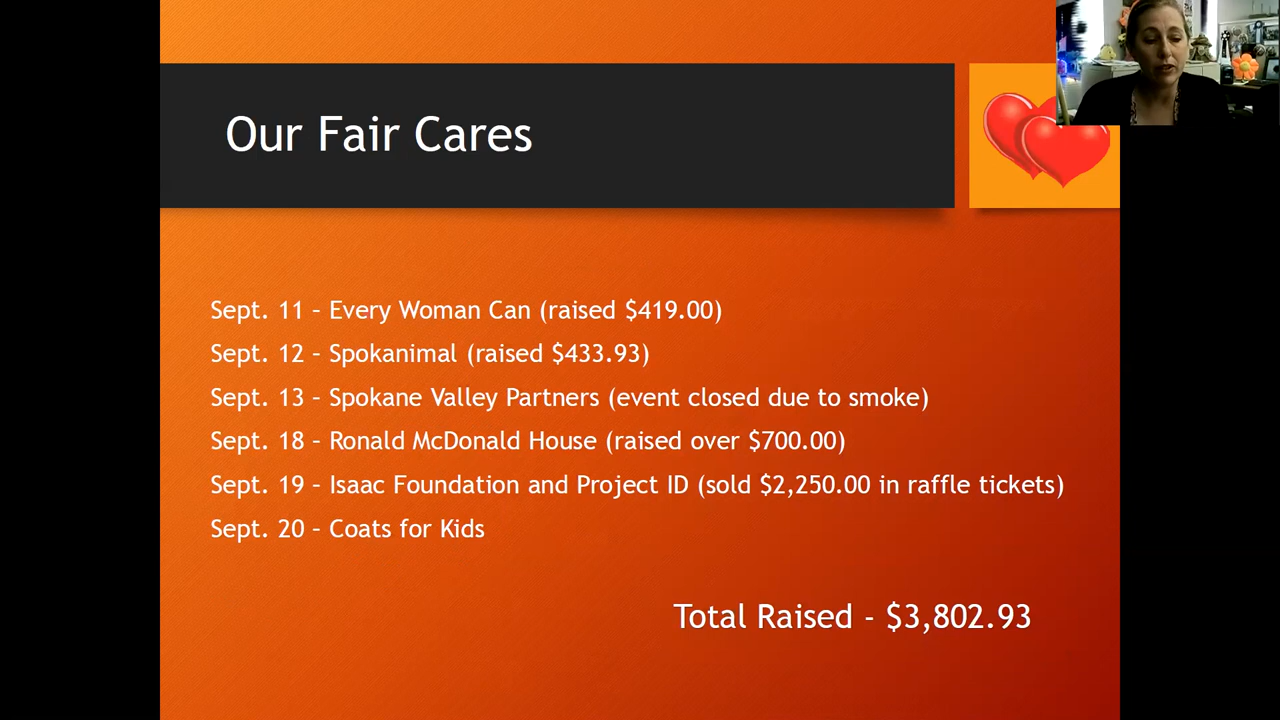 Our Fair Cares
Sept. 11 – Every Woman Can (raised $419.00)
Sept. 12 – Spokanimal (raised $433.93)
Sept. 13 – Spokane Valley Partners (event closed due to smoke)
Sept. 18 – Ronald McDonald House (raised over $700.00)
Sept. 19 – Isaac Foundation and Project ID (sold $2,250.00 in raffle tickets)
Sept. 20 – Coats for Kids
Total Raised - $3,802.93